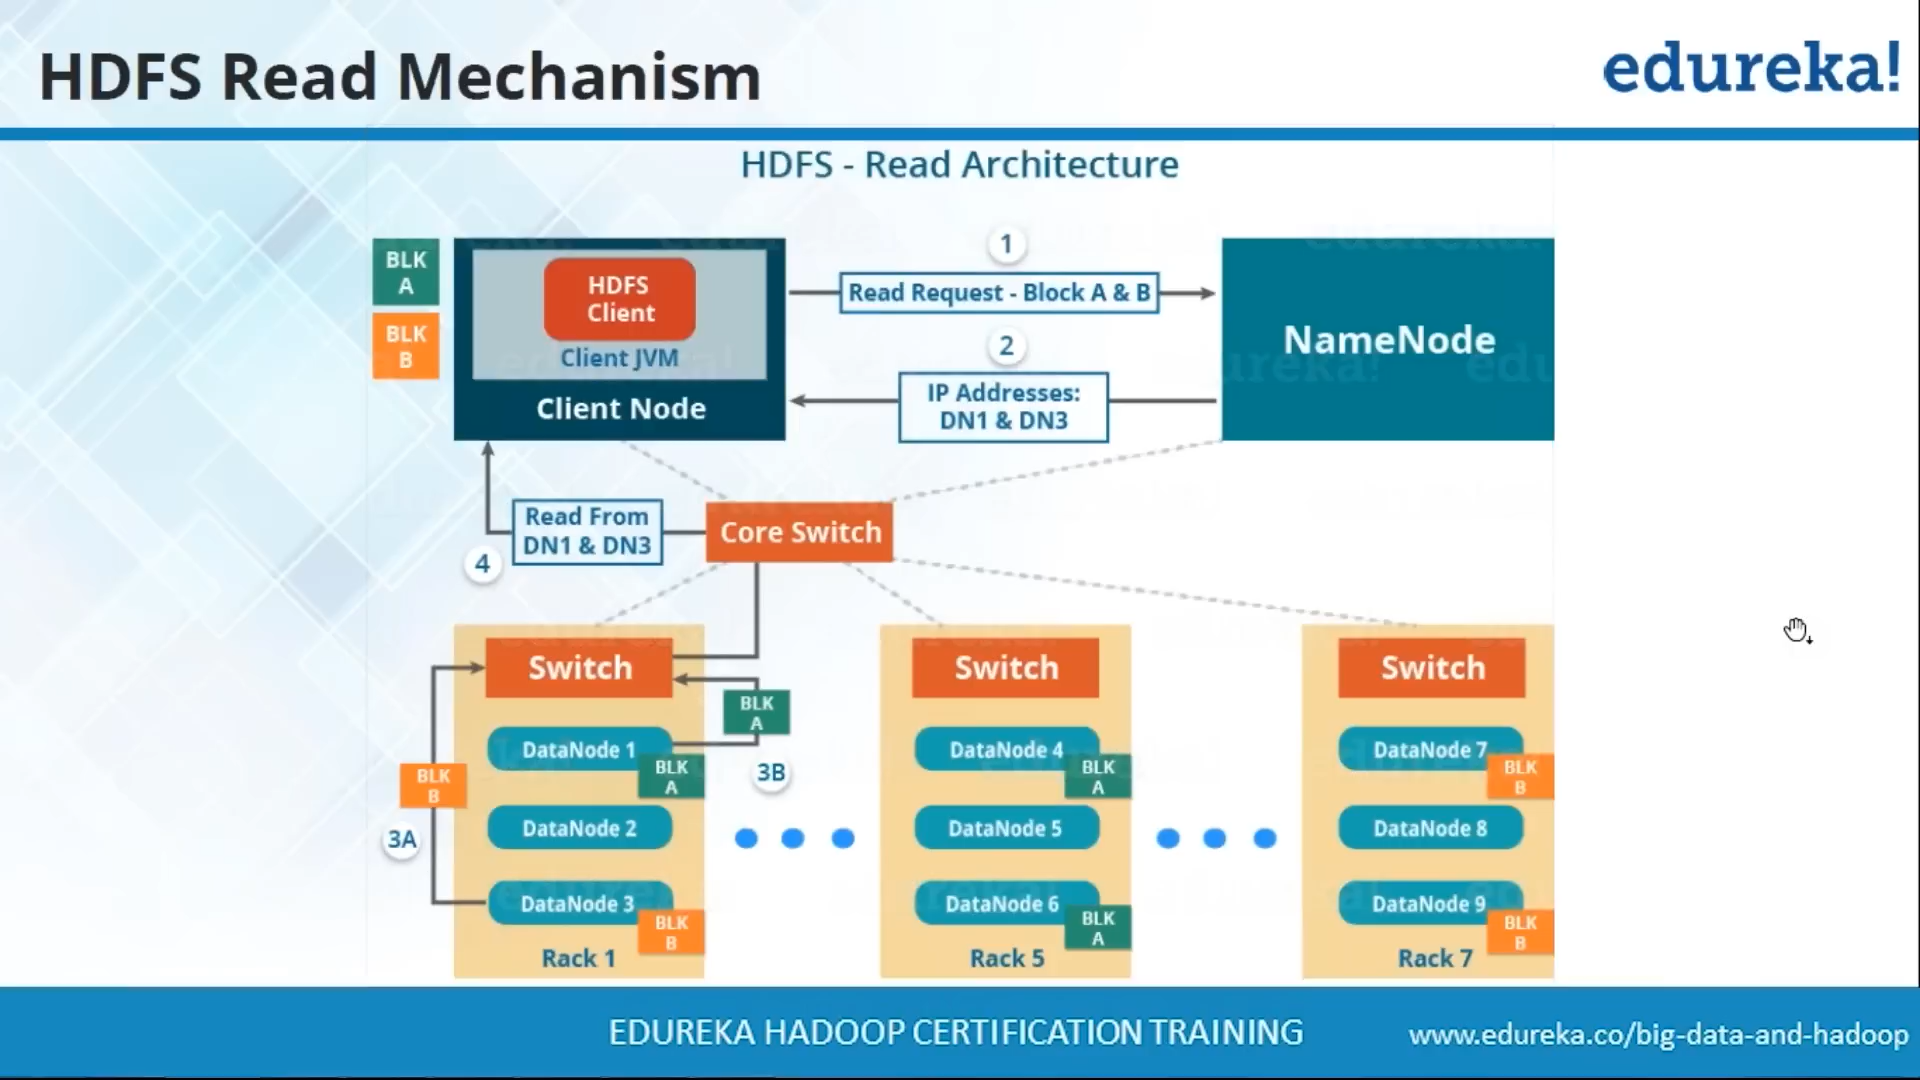 HDFS Read Mechanism
edureka!
HDFS - Read Architecture
BLK
A
BLK
B
HDFS
Client
Client JVM
Client Node
1
Read Request - Block A & B
2
IP Addresses:
DN1 & DN3
NameNode
Read From
DN1 & DN3
4
Core Switch
Switch
DataNode 1
BLK
A
DataNode 2
DataNode 3
BLK
B
Rack 1
BLK
B
3A
BLK
A
3B
Switch
DataNode 4
BLK
A
DataNode 5
DataNode 6
BLK
A
Rack 5
Switch
DataNode 7
BLK
B
DataNode 8
DataNode 9
BLK
B
Rack 7
EDUREKA HADOOP CERTIFICATION TRAINING
www.edureka.co/big-data-and-hadoop